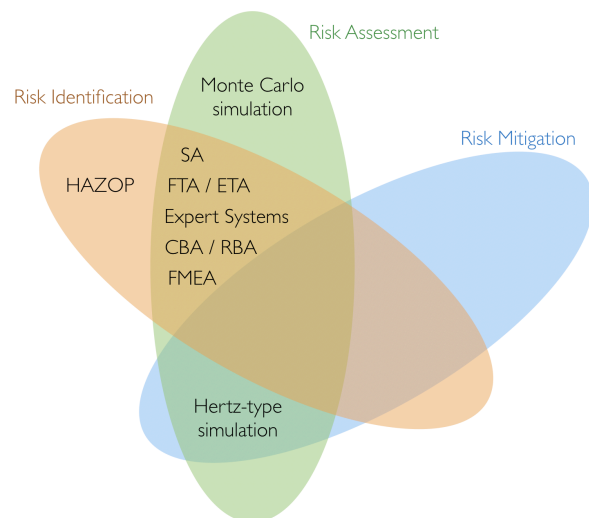 Risk Assessment
Monte Carlo
simulation
Risk Identification
Risk Mitigation
SA
HAZOP
FTA / ETA
Expert Systems
CBA / RBA
FMEA
Hertz-type
simulation